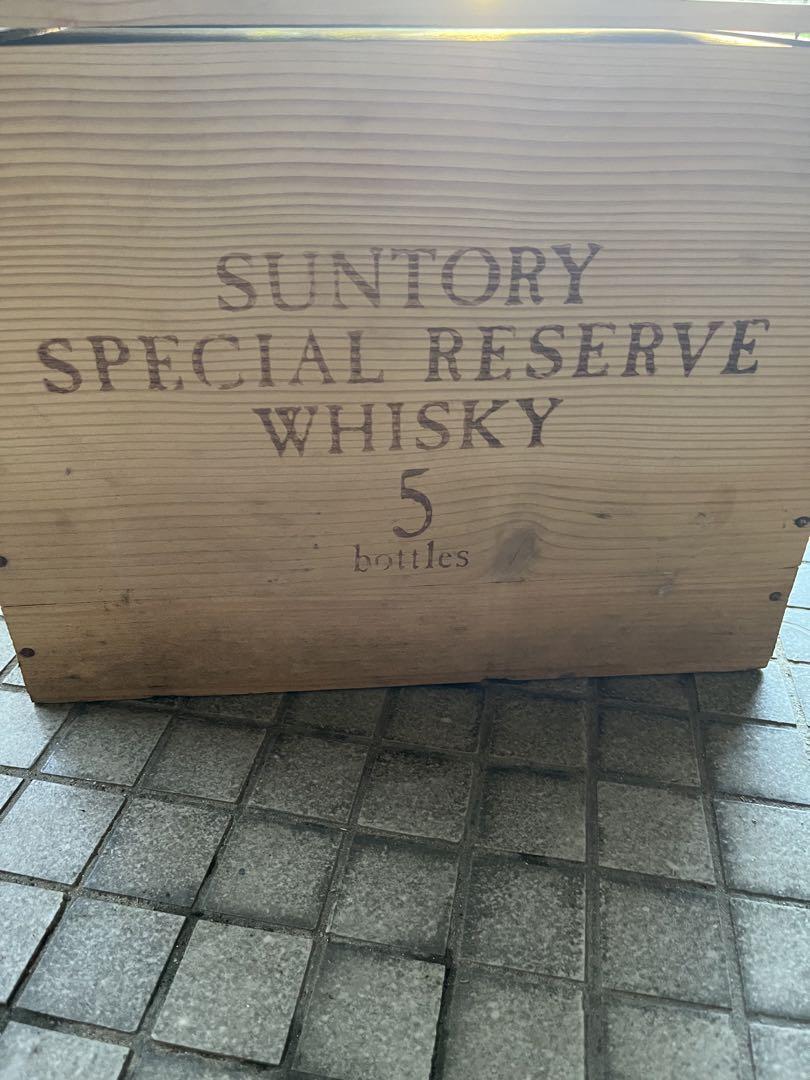 SUNTORY
SPECIAL RESERVE
WHISKY
5
bottles